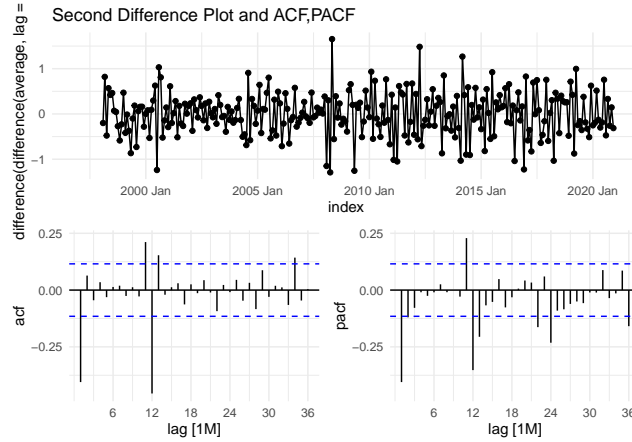 Second Difference Plot and ACF,PACF
difference(difference(average, lag =
1
0
−1
2000 Jan
2005 Jan
2010 Jan
2015 Jan
2020 Jan
index
acf
0.25
0.00
−0.25
6
12
18
24
30
36
lag [1M]
pacf
0.25
0.00
−0.25
6
12
18
24
30
36
lag [1M]